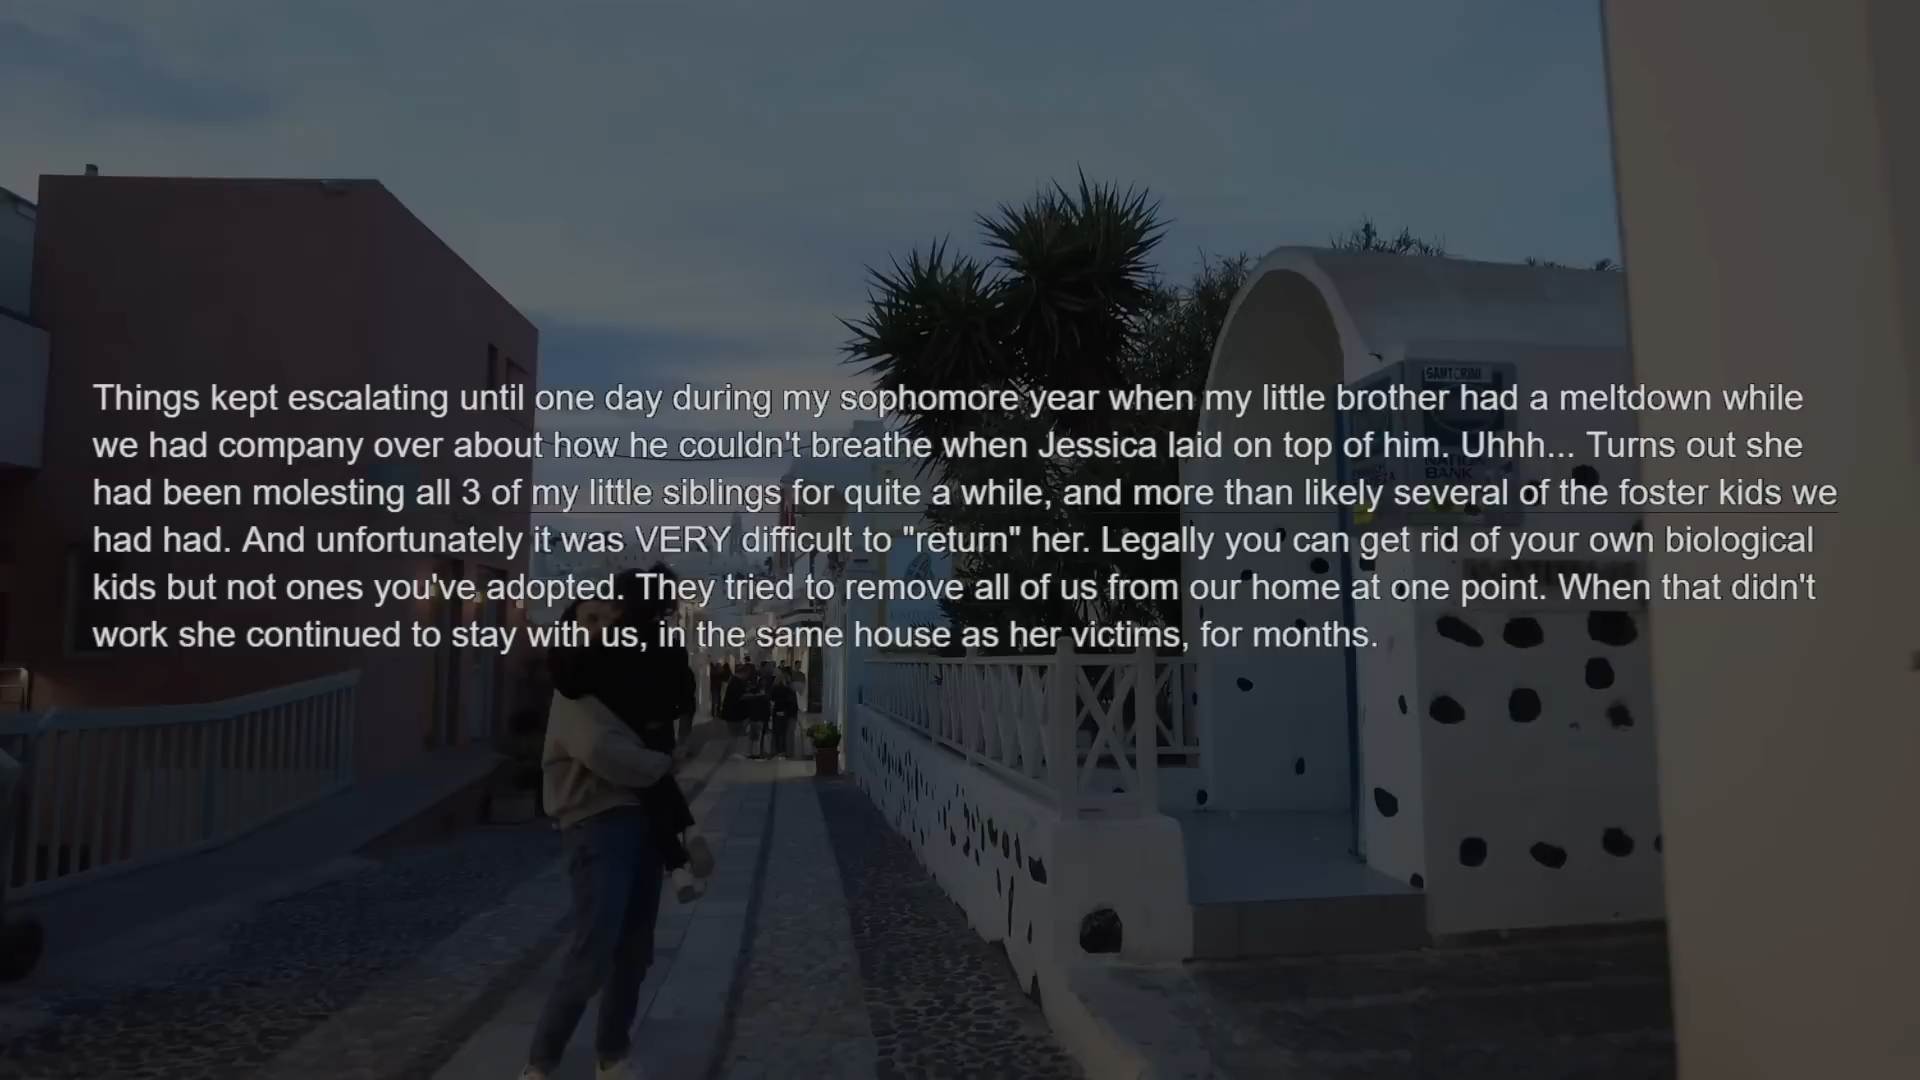 Things kept escalating until one day during my sophomore year when my little brother had a meltdown while
we had company over about how he couldn't breathe when Jessica laid on top of him. Uhhh... Turns out she
had been molesting all 3 of my little siblings for quite a while, and more than likely several of the foster kids we
had had. And unfortunately it was VERY difficult to "return" her. Legally you can get rid of your own biological
kids but not ones you've adopted. They tried to remove all of us from our home at one point. When that didn't
work she continued to stay with us, in the same house as her victims, for months.
SANTORINI
BANK